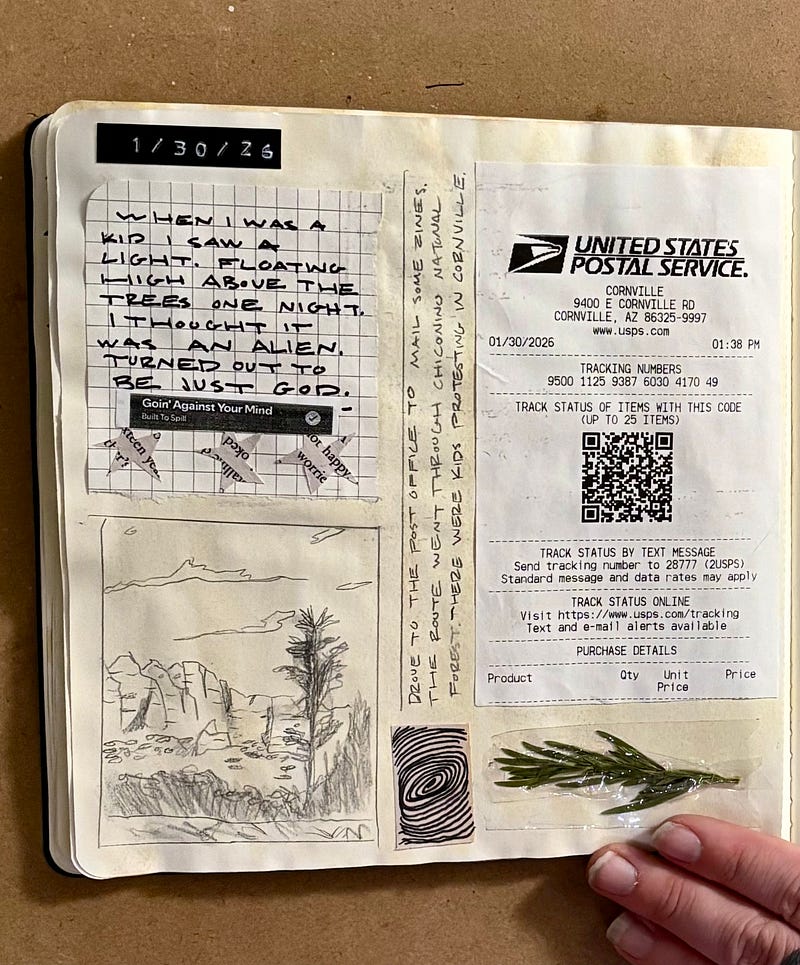 1/30/26
WHEN I WAS A
KID I SAW A
LIGHT. FLOATING
HIGH ABOVE THE
TREES ONE NIGHT.
I THOUGHT IT
WAS AN ALIEN.
TURNED OUT TO
BE JUST GOD.
Goin' Against Your Mind
Built To Spill
or happy
worrie
DROVE TO THE POST OFFICE TO MAIL SOME ZINES.
THE ROUTE WENT THROUGH CHICONINO NATIONAL
FOREST. THERE WERE KIDS PROTESTING IN CORNVILLE.
UNITED STATES
POSTAL SERVICE.
CORNVILLE
9400 E CORNVILLE RD
CORNVILLE, AZ 86325-9997
www.usps.com
01/30/2026 01:38 PM
TRACKING NUMBERS
9500 1125 9387 6030 4170 49
TRACK STATUS OF ITEMS WITH THIS CODE
(UP TO 25 ITEMS)
TRACK STATUS BY TEXT MESSAGE
Send tracking number to 28777 (2USPS)
Standard message and data rates may apply
TRACK STATUS ONLINE
Visit https://www.usps.com/tracking
Text and e-mail alerts available
PURCHASE DETAILS
Product Qty Unit Price
Price